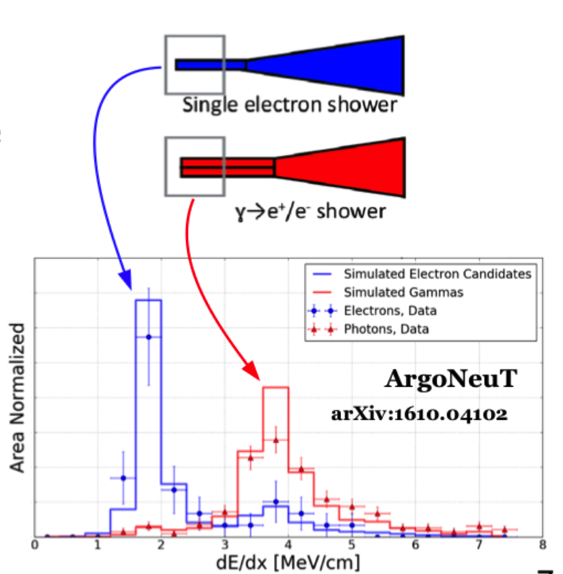 Single electron shower
γ→e⁺/e⁻ shower
Simulated Electron Candidates
Simulated Gammas
Electrons, Data
Photons, Data
ArgoNeuT
arXiv:1610.04102
Area Normalized
0 1 2 3 4 5 6 7 8
dE/dx [MeV/cm]